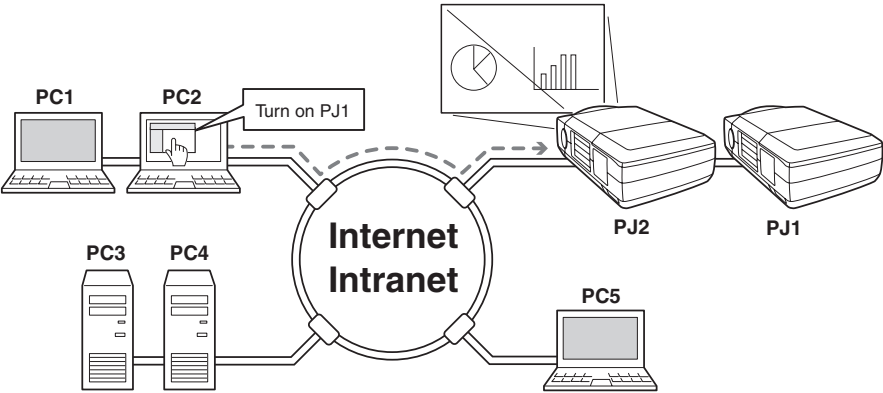 PC1
PC2
Turn on PJ1
PJ2
PJ1
Internet
Intranet
PC3
PC4
PC5